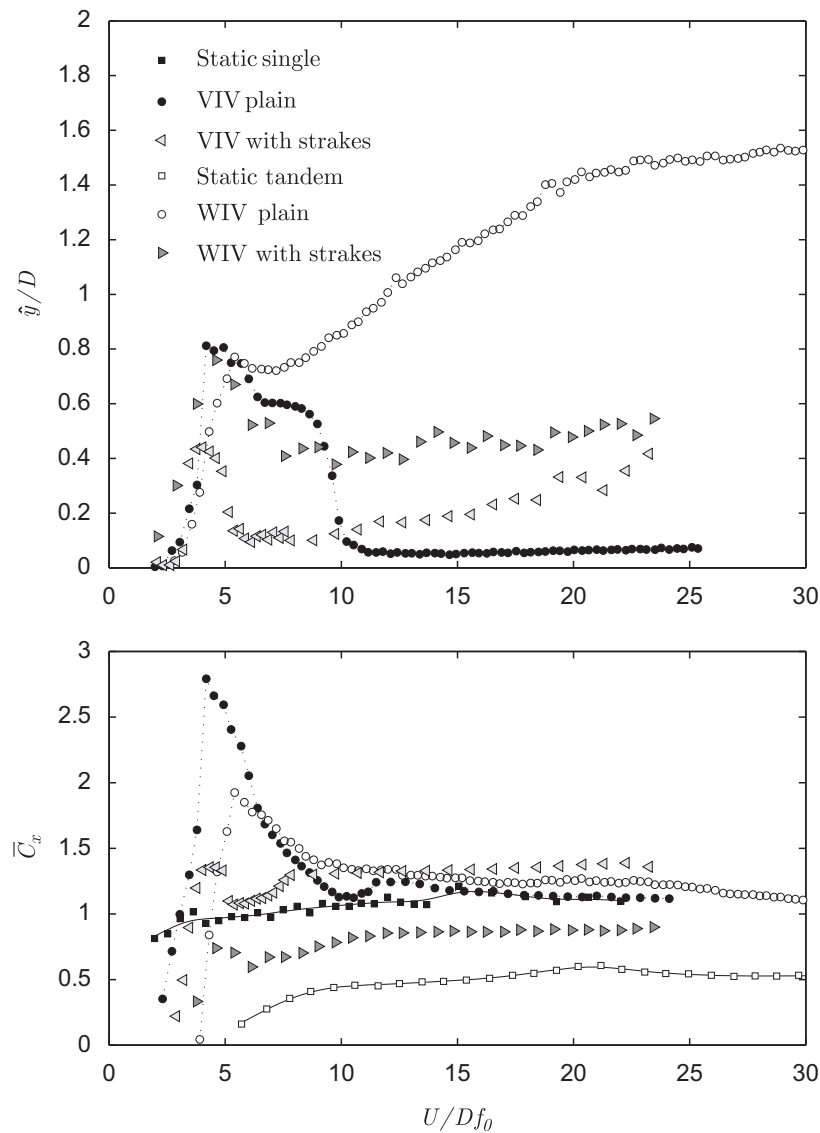 2
1.8
1.6
1.4
1.2
1
0.8
0.6
0.4
0.2
0
ŷ/D
Static single
VIV plain
VIV with strakes
Static tandem
WIV plain
WIV with strakes
0 5 10 15 20 25 30
3
2.5
2
1.5
1
0.5
0
C̅ₓ
0 5 10 15 20 25 30
U/Df₀